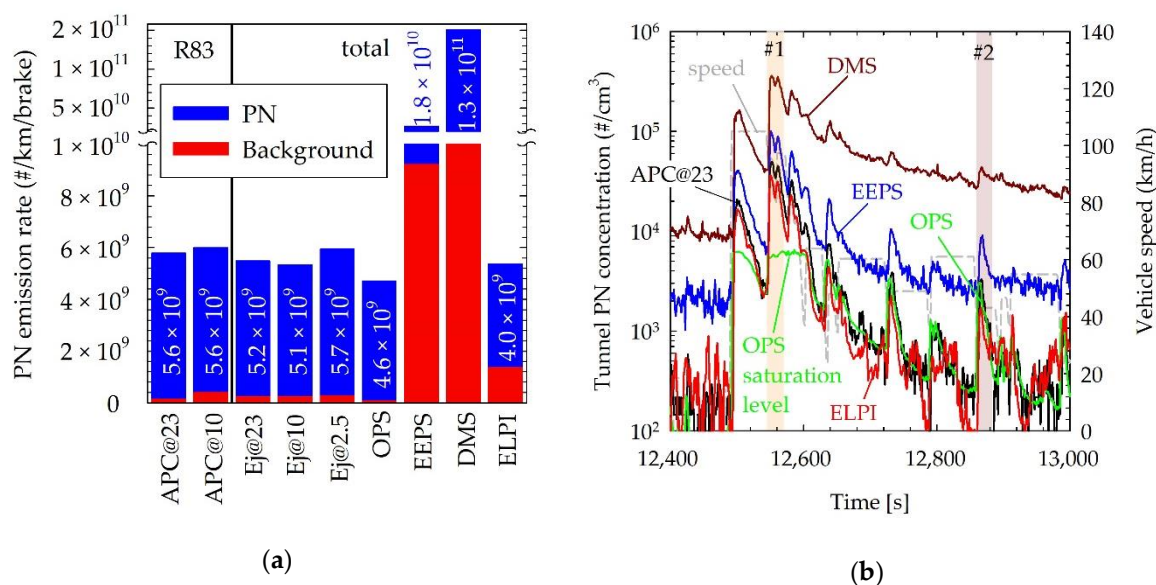 2 × 10¹¹
1 × 10¹¹
5 × 10¹⁰
1 × 10¹⁰
8 × 10⁹
6 × 10⁹
4 × 10⁹
2 × 10⁹
0
PN emission rate (#/km/brake)
R83
total
PN
Background
5.6 × 10⁹
5.6 × 10⁹
5.2 × 10⁹
5.1 × 10⁹
5.7 × 10⁹
4.6 × 10⁹
1.8 × 10¹⁰
1.3 × 10¹¹
4.0 × 10⁹
APC@23
APC@10
Ej@23
Ej@10
Ej@2.5
OPS
EEPS
DMS
ELPI
(a)
10⁶
10⁵
10⁴
10³
10²
Tunnel PN concentration (#/cm³)
#1
#2
speed
DMS
APC@23
EEPS
OPS
OPS
saturation
level
ELPI
140
120
100
80
60
40
20
0
Vehicle speed (km/h)
12,400
12,600
12,800
13,000
Time [s]
(b)